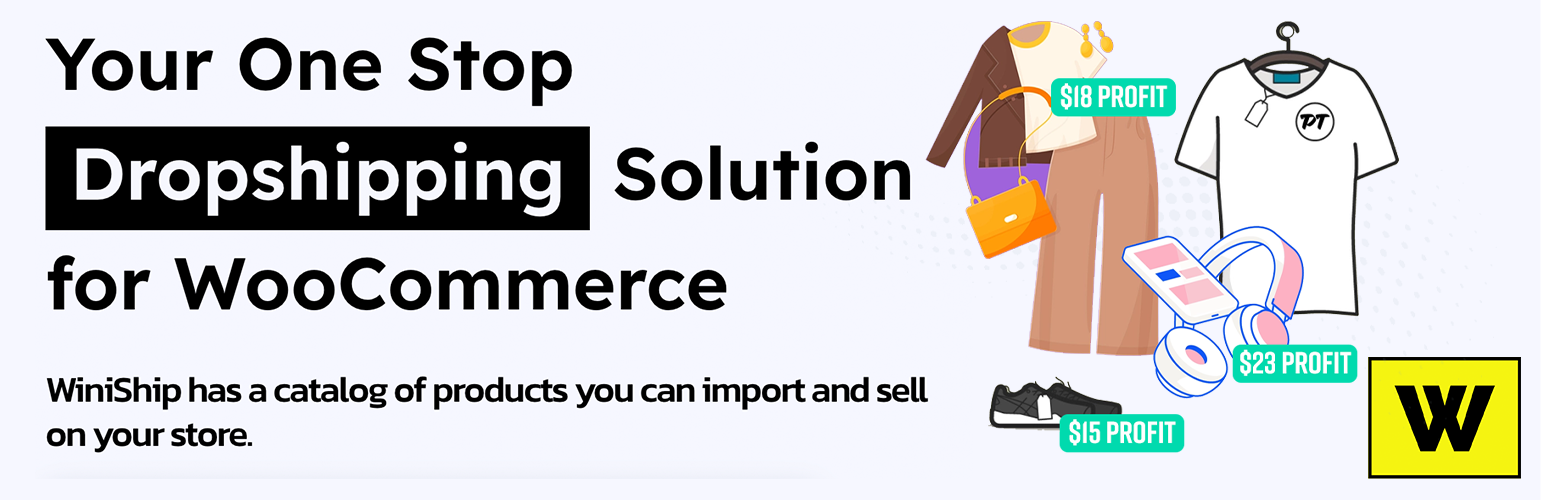 Your One Stop
Dropshipping Solution
for WooCommerce
WiniShip has a catalog of products you can import and sell
on your store.
$18 PROFIT
PT
$23 PROFIT
$15 PROFIT
W